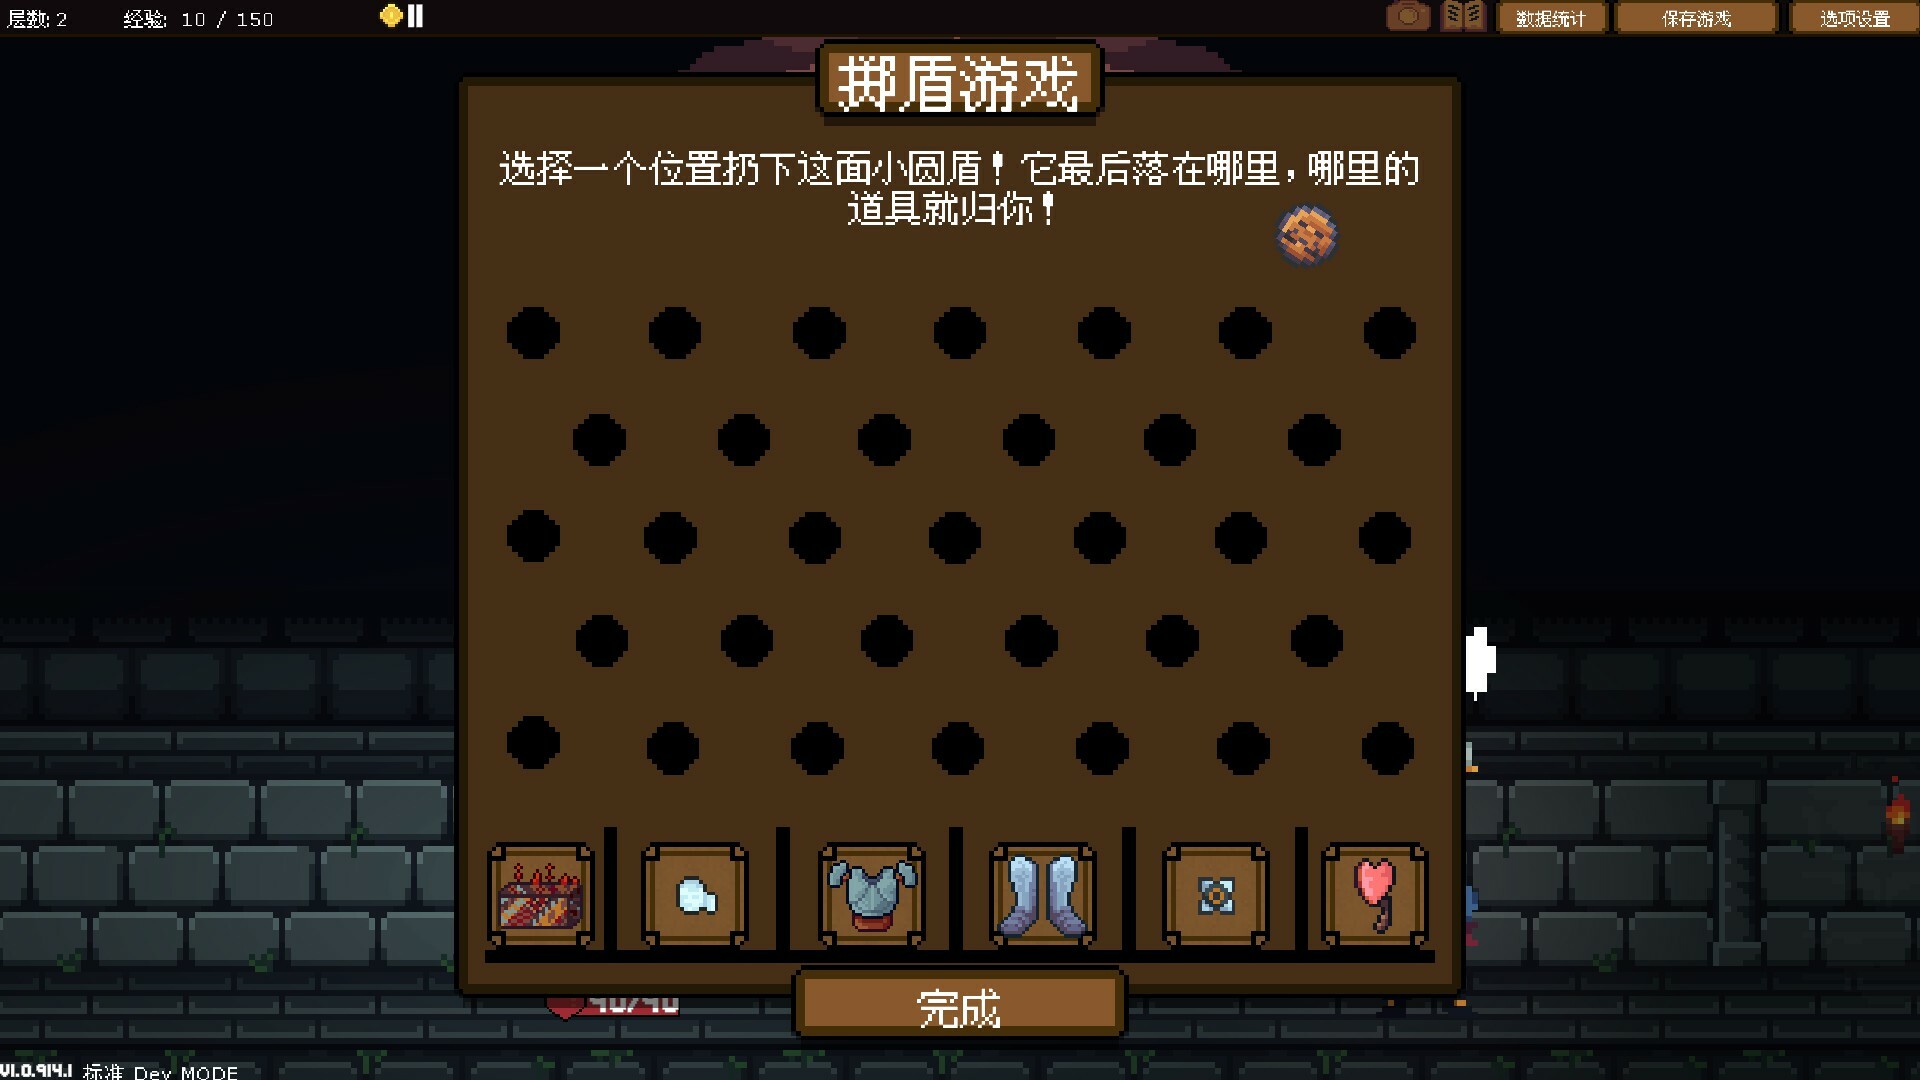 层数: 2 经验: 10 / 150 数据统计 保存游戏 选项设置
掷盾游戏
选择一个位置扔下这面小圆盾！它最后落在哪里，哪里的
道具就归你！
完成
V1.0.914.1 标准 Dev MODE